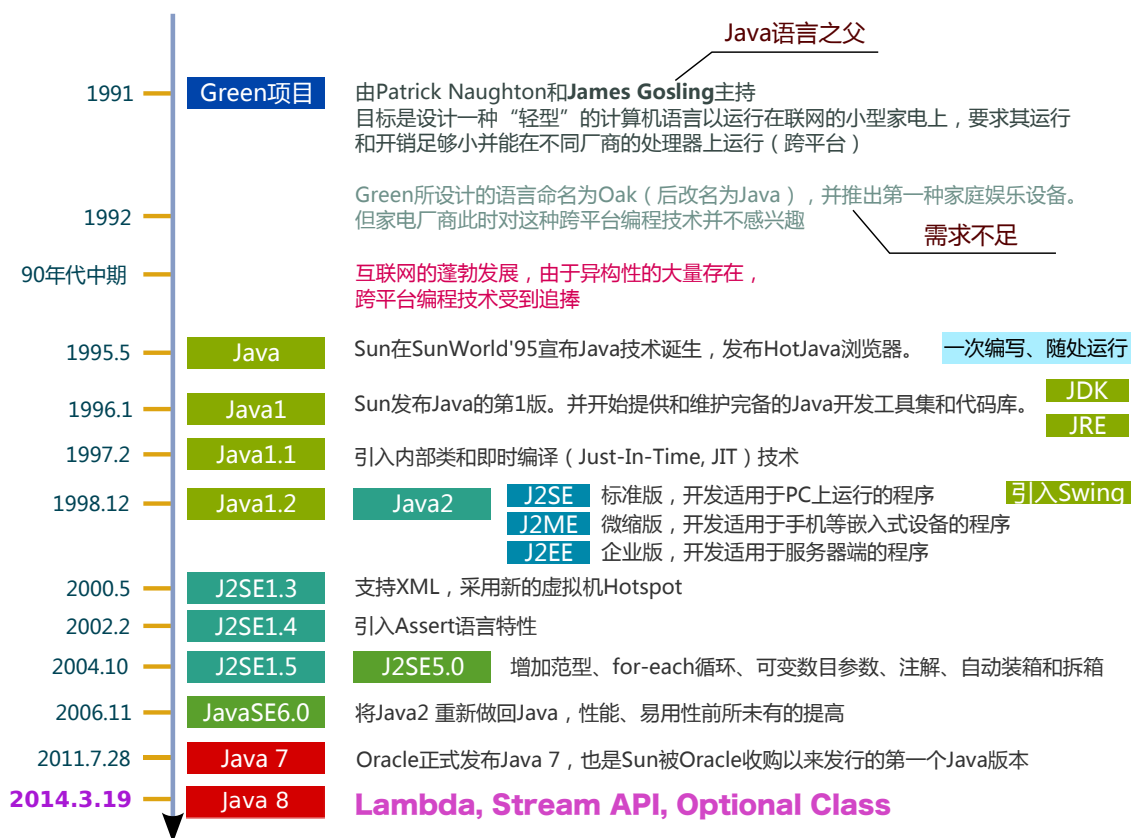 Java语言之父
1991
Green项目
由Patrick Naughton和James Gosling主持
目标是设计一种“轻型”的计算机语言以运行在联网的小型家电上，要求其运行
和开销足够小并能在不同厂商的处理器上运行（跨平台）
1992
Green所设计的语言命名为Oak（后改名为Java），并推出第一种家庭娱乐设备。
但家电厂商此时对这种跨平台编程技术并不感兴趣
需求不足
90年代中期
互联网的蓬勃发展，由于异构性的大量存在，
跨平台编程技术受到追捧
1995.5
Java
Sun在SunWorld'95宣布Java技术诞生，发布HotJava浏览器。
一次编写、随处运行
1996.1
Java1
Sun发布Java的第1版。并开始提供和维护完备的Java开发工具集和代码库。
JDK
JRE
1997.2
Java1.1
引入内部类和即时编译（Just-In-Time, JIT）技术
1998.12
Java1.2
Java2
J2SE 标准版，开发适用于PC上运行的程序
引入Swing
J2ME 微缩版，开发适用于手机等嵌入式设备的程序
J2EE 企业版，开发适用于服务器端的程序
2000.5
J2SE1.3
支持XML，采用新的虚拟机Hotspot
2002.2
J2SE1.4
引入Assert语言特性
2004.10
J2SE1.5
J2SE5.0
增加范型、for-each循环、可变数目参数、注解、自动装箱和拆箱
2006.11
JavaSE6.0
将Java2 重新做回Java，性能、易用性前所未有的提高
2011.7.28
Java 7
Oracle正式发布Java 7，也是Sun被Oracle收购以来发行的第一个Java版本
2014.3.19
Java 8
Lambda, Stream API, Optional Class